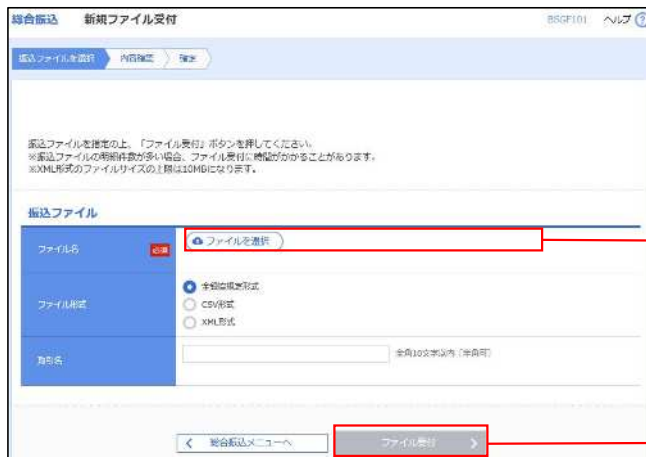 総合振込 新規ファイル受付 BSGF101 ヘルプ ?
振込ファイルを選択 内容確認 確定
振込ファイルを指定の上、「ファイル受付」ボタンを押してください。
※振込ファイルの明細件数が多い場合、ファイル受付に時間がかかることがあります。
※XML形式のファイルサイズの上限は10MBになります。
振込ファイル
ファイル名 必須 ファイルを選択
ファイル形式
全銀協規定形式
CSV形式
XML形式
取引名 全角10文字以内 [半角可]
総合振込メニューへ ファイル受付